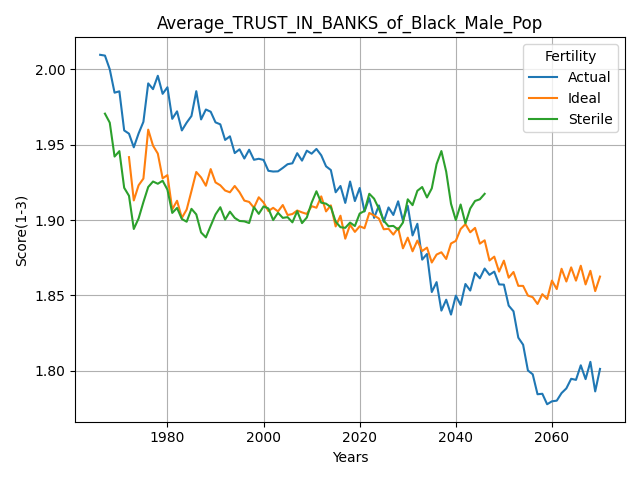 Average_TRUST_IN_BANKS_of_Black_Male_Pop
Fertility
Actual
Ideal
Sterile
Score(1-3)
2.00
1.95
1.90
1.85
1.80
1980
2000
2020
2040
2060
Years